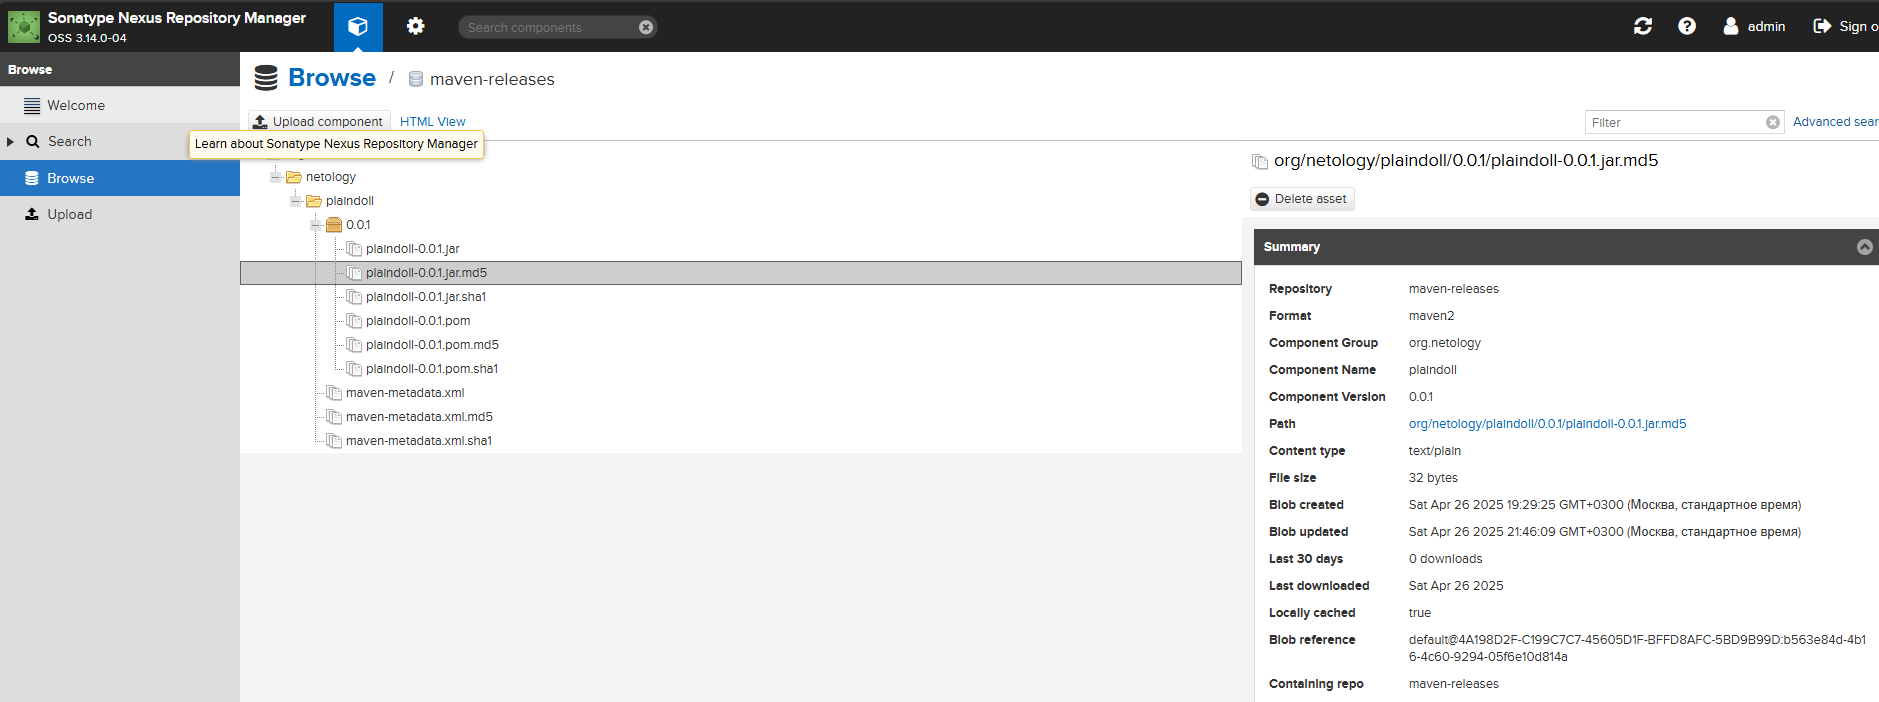 Sonatype Nexus Repository Manager
OSS 3.14.0-04
Search components
admin
Sign o
Browse
Welcome
Search
Browse
Upload
Browse / maven-releases
Upload component HTML View
Filter
Advanced sear
Learn about Sonatype Nexus Repository Manager
netology
plaindoll
0.0.1
plaindoll-0.0.1.jar
plaindoll-0.0.1.jar.md5
plaindoll-0.0.1.jar.sha1
plaindoll-0.0.1.pom
plaindoll-0.0.1.pom.md5
plaindoll-0.0.1.pom.sha1
maven-metadata.xml
maven-metadata.xml.md5
maven-metadata.xml.sha1
org/netology/plaindoll/0.0.1/plaindoll-0.0.1.jar.md5
Delete asset
Summary
Repository maven-releases
Format maven2
Component Group org.netology
Component Name plaindoll
Component Version 0.0.1
Path org/netology/plaindoll/0.0.1/plaindoll-0.0.1.jar.md5
Content type text/plain
File size 32 bytes
Blob created Sat Apr 26 2025 19:29:25 GMT+0300 (Москва, стандартное время)
Blob updated Sat Apr 26 2025 21:46:09 GMT+0300 (Москва, стандартное время)
Last 30 days 0 downloads
Last downloaded Sat Apr 26 2025
Locally cached true
Blob reference default@4A198D2F-C199C7C7-45605D1F-BFFD8AFC-5BD9B99D:b563e84d-4b1
6-4c60-9294-05f6e10d814a
Containing repo maven-releases